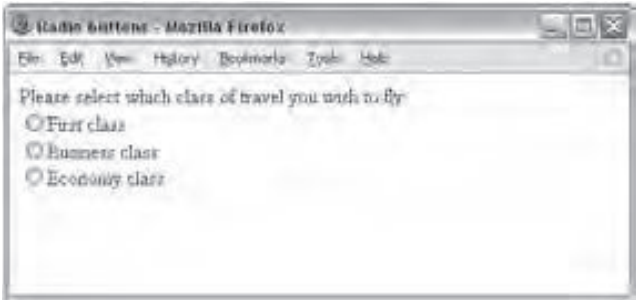 Radio buttons - Mozilla Firefox
File Edit View History Bookmarks Tools Help
Please select which class of travel you wish to fly
First class
Business class
Economy class